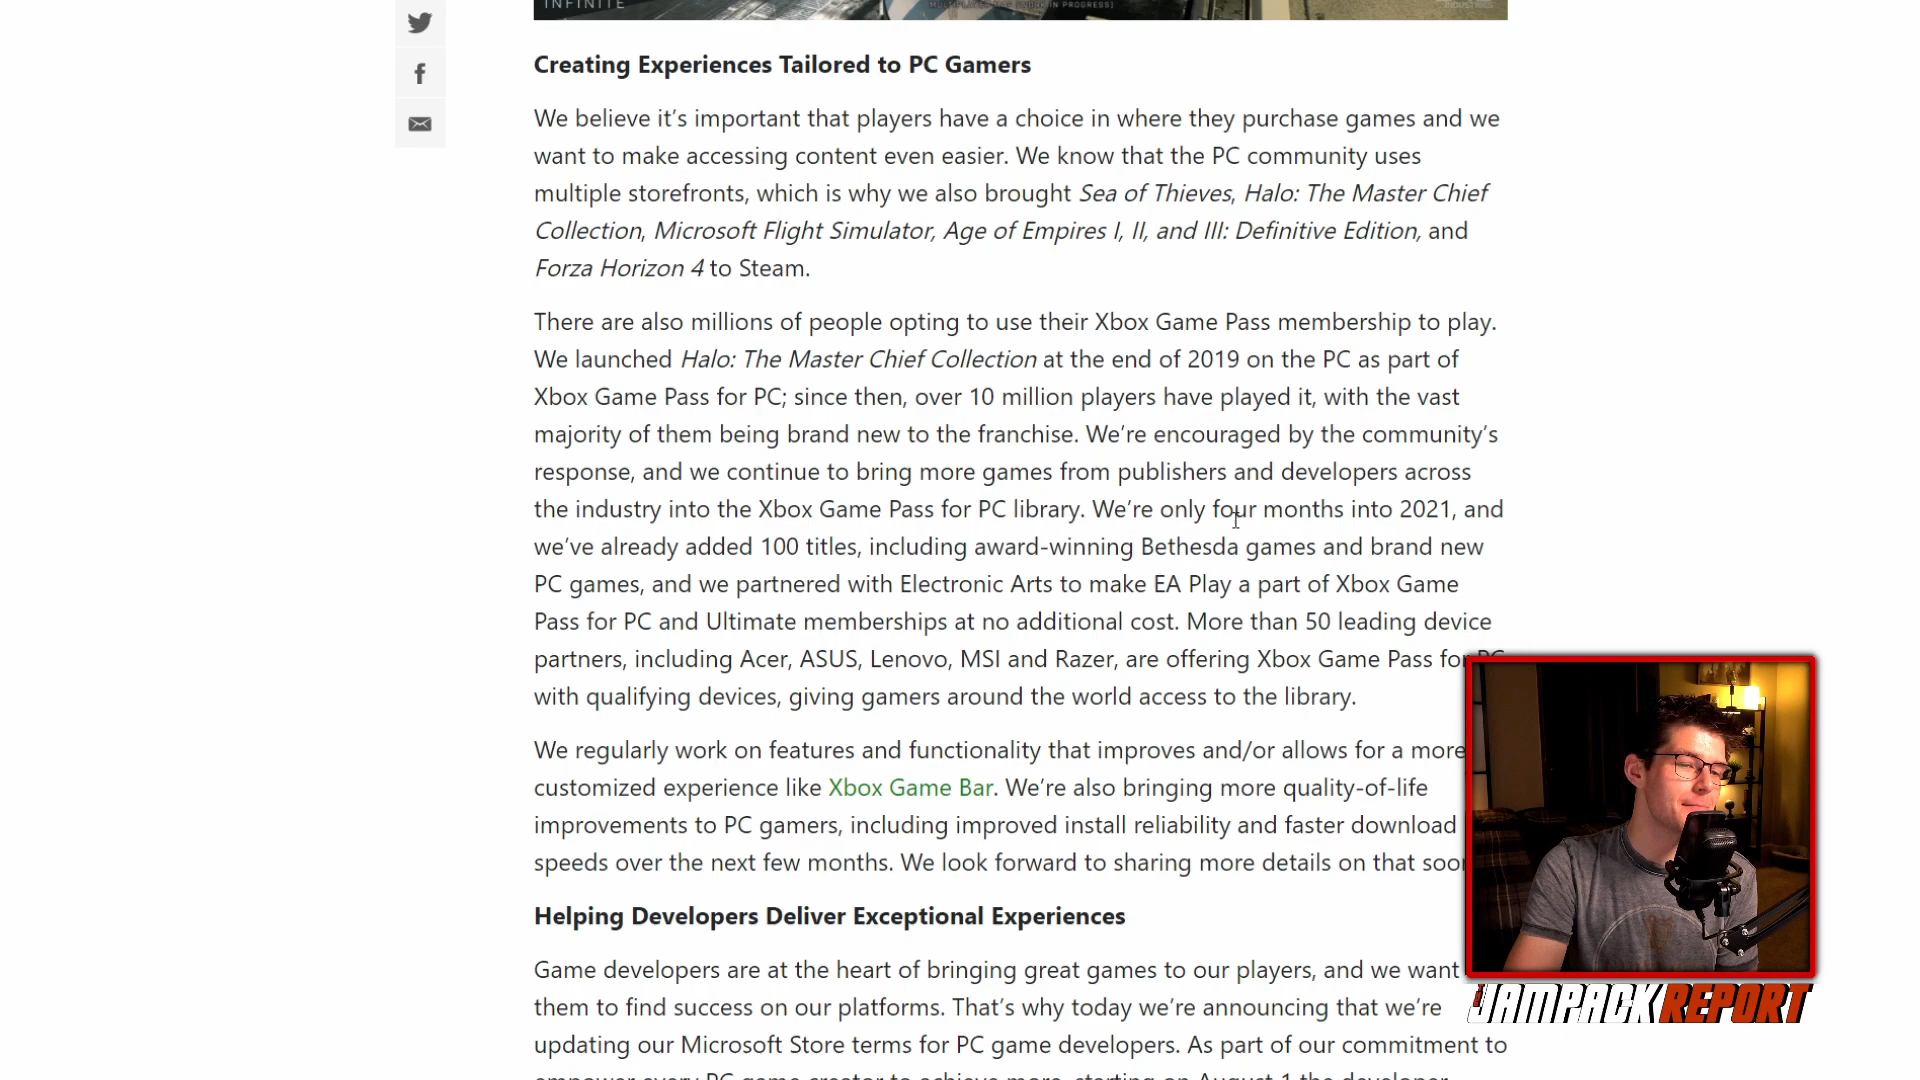 INFINITE
Creating Experiences Tailored to PC Gamers
We believe it’s important that players have a choice in where they purchase games and we
want to make accessing content even easier. We know that the PC community uses
multiple storefronts, which is why we also brought Sea of Thieves, Halo: The Master Chief
Collection, Microsoft Flight Simulator, Age of Empires I, II, and III: Definitive Edition, and
Forza Horizon 4 to Steam.
There are also millions of people opting to use their Xbox Game Pass membership to play.
We launched Halo: The Master Chief Collection at the end of 2019 on the PC as part of
Xbox Game Pass for PC; since then, over 10 million players have played it, with the vast
majority of them being brand new to the franchise. We’re encouraged by the community’s
response, and we continue to bring more games from publishers and developers across
the industry into the Xbox Game Pass for PC library. We’re only four months into 2021, and
we’ve already added 100 titles, including award-winning Bethesda games and brand new
PC games, and we partnered with Electronic Arts to make EA Play a part of Xbox Game
Pass for PC and Ultimate memberships at no additional cost. More than 50 leading device
partners, including Acer, ASUS, Lenovo, MSI and Razer, are offering Xbox Game Pass for PC
with qualifying devices, giving gamers around the world access to the library.
We regularly work on features and functionality that improves and/or allows for a more
customized experience like Xbox Game Bar. We’re also bringing more quality-of-life
improvements to PC gamers, including improved install reliability and faster download
speeds over the next few months. We look forward to sharing more details on that soo
Helping Developers Deliver Exceptional Experiences
Game developers are at the heart of bringing great games to our players, and we want
them to find success on our platforms. That’s why today we’re announcing that we’re
updating our Microsoft Store terms for PC game developers. As part of our commitment to
empower every PC game creator to achieve more, starting on August 1 the developer
JAMPACK REPORT